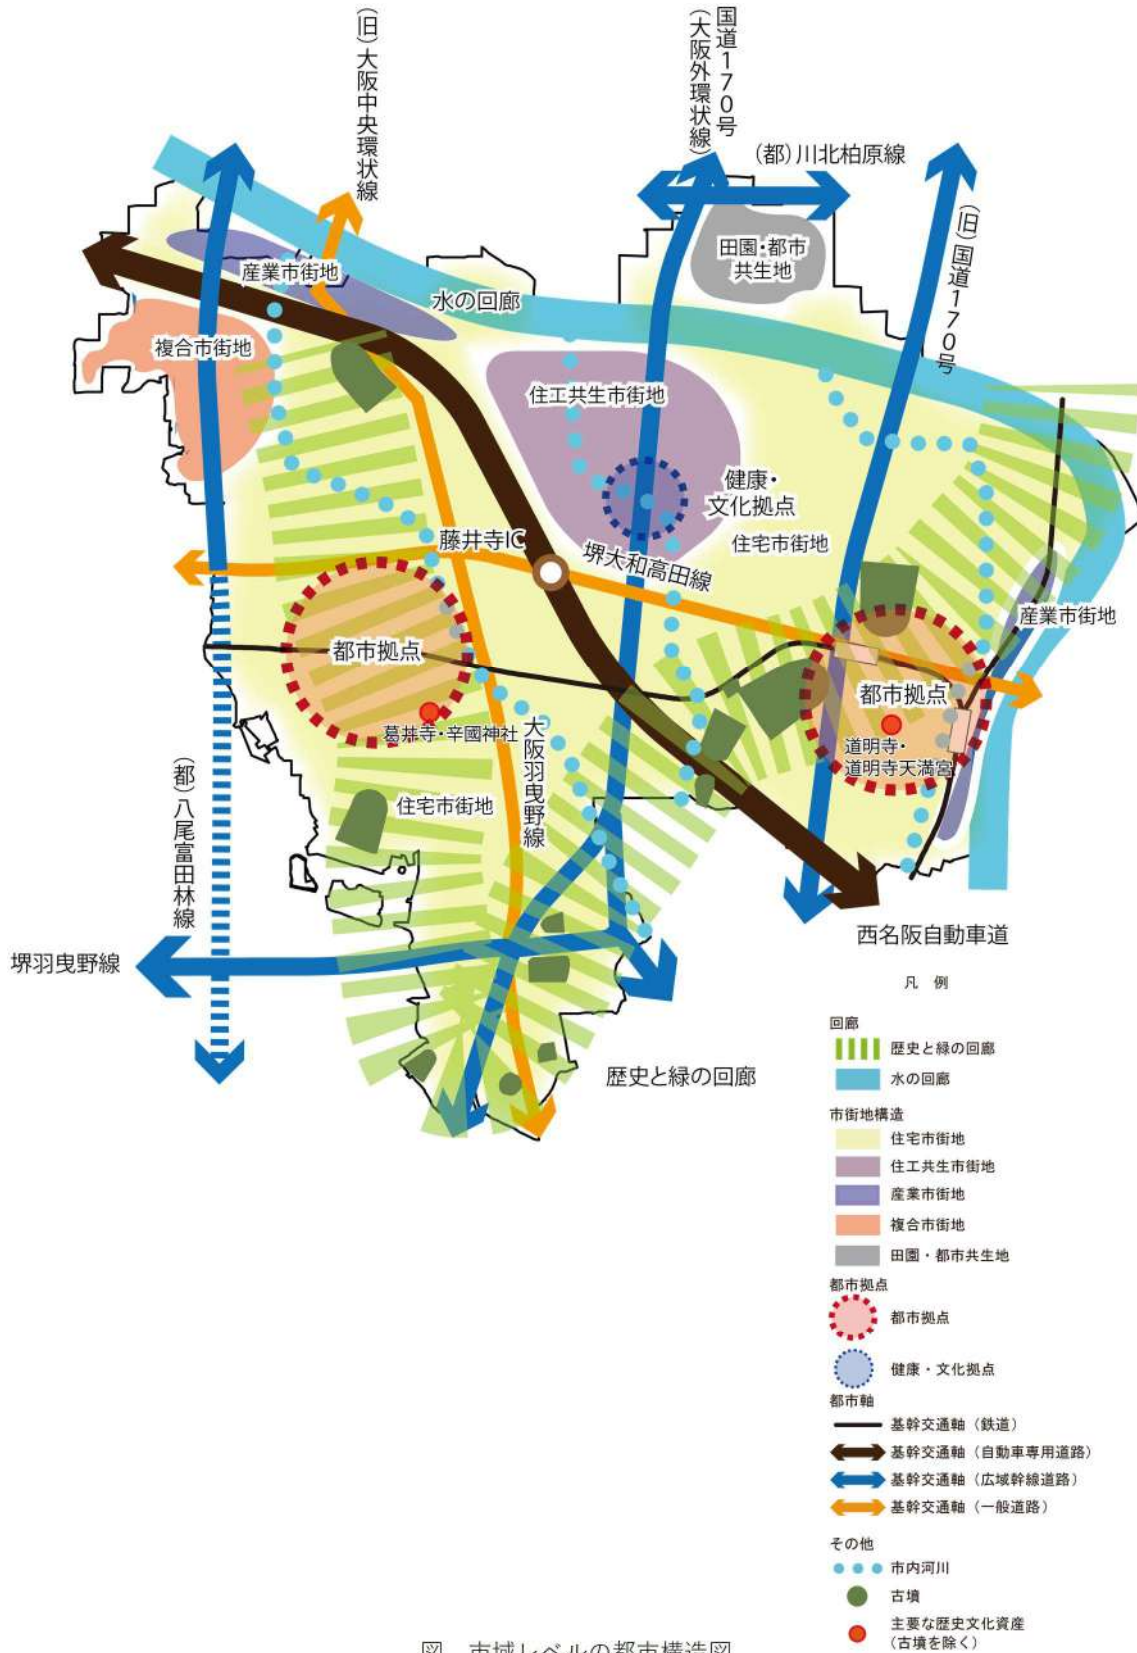 (旧)大阪中央環状線
国道170号
(大阪外環状線)
(都)川北柏原線
(旧)国道170号
田園・都市
共生地
産業市街地
水の回廊
複合市街地
住工共生市街地
健康・
文化拠点
住宅市街地
藤井寺IC
堺大和高田線
産業市街地
都市拠点
都市拠点
葛井寺・辛國神社
道明寺・
道明寺天満宮
大阪羽曳野線
住宅市街地
(都)八尾富田林線
堺羽曳野線
西名阪自動車道
歴史と緑の回廊
凡 例
回廊
歴史と緑の回廊
水の回廊
市街地構造
住宅市街地
住工共生市街地
産業市街地
複合市街地
田園・都市共生地
都市拠点
都市拠点
健康・文化拠点
都市軸
基幹交通軸(鉄道)
基幹交通軸(自動車専用道路)
基幹交通軸(広域幹線道路)
基幹交通軸(一般道路)
その他
市内河川
古墳
主要な歴史文化資産
(古墳を除く)
図 市域レベルの都市構造図